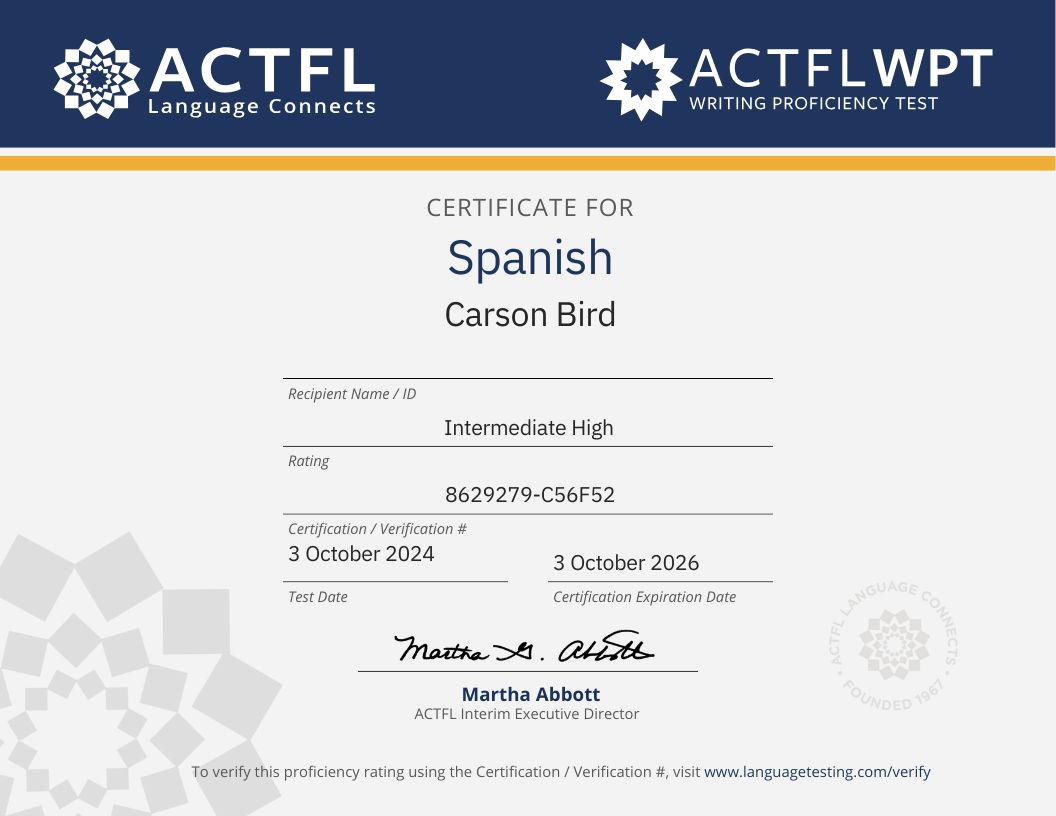 ACTFL
Language Connects
ACTFLWPT
WRITING PROFICIENCY TEST
CERTIFICATE FOR
Spanish
Carson Bird
Recipient Name / ID
Intermediate High
Rating
8629279-C56F52
Certification / Verification #
3 October 2024
3 October 2026
Test Date
Certification Expiration Date
Martha G. Abbott
Martha Abbott
ACTFL Interim Executive Director
ACTFL LANGUAGE CONNECTS
• FOUNDED 1967 •
To verify this proficiency rating using the Certification / Verification #, visit www.languagetesting.com/verify